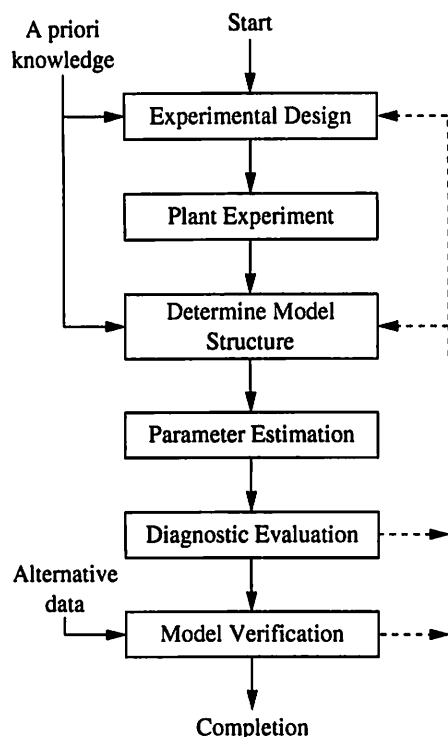 A priori
knowledge
Start
Experimental Design
Plant Experiment
Determine Model
Structure
Parameter Estimation
Diagnostic Evaluation
Alternative
data
Model Verification
Completion